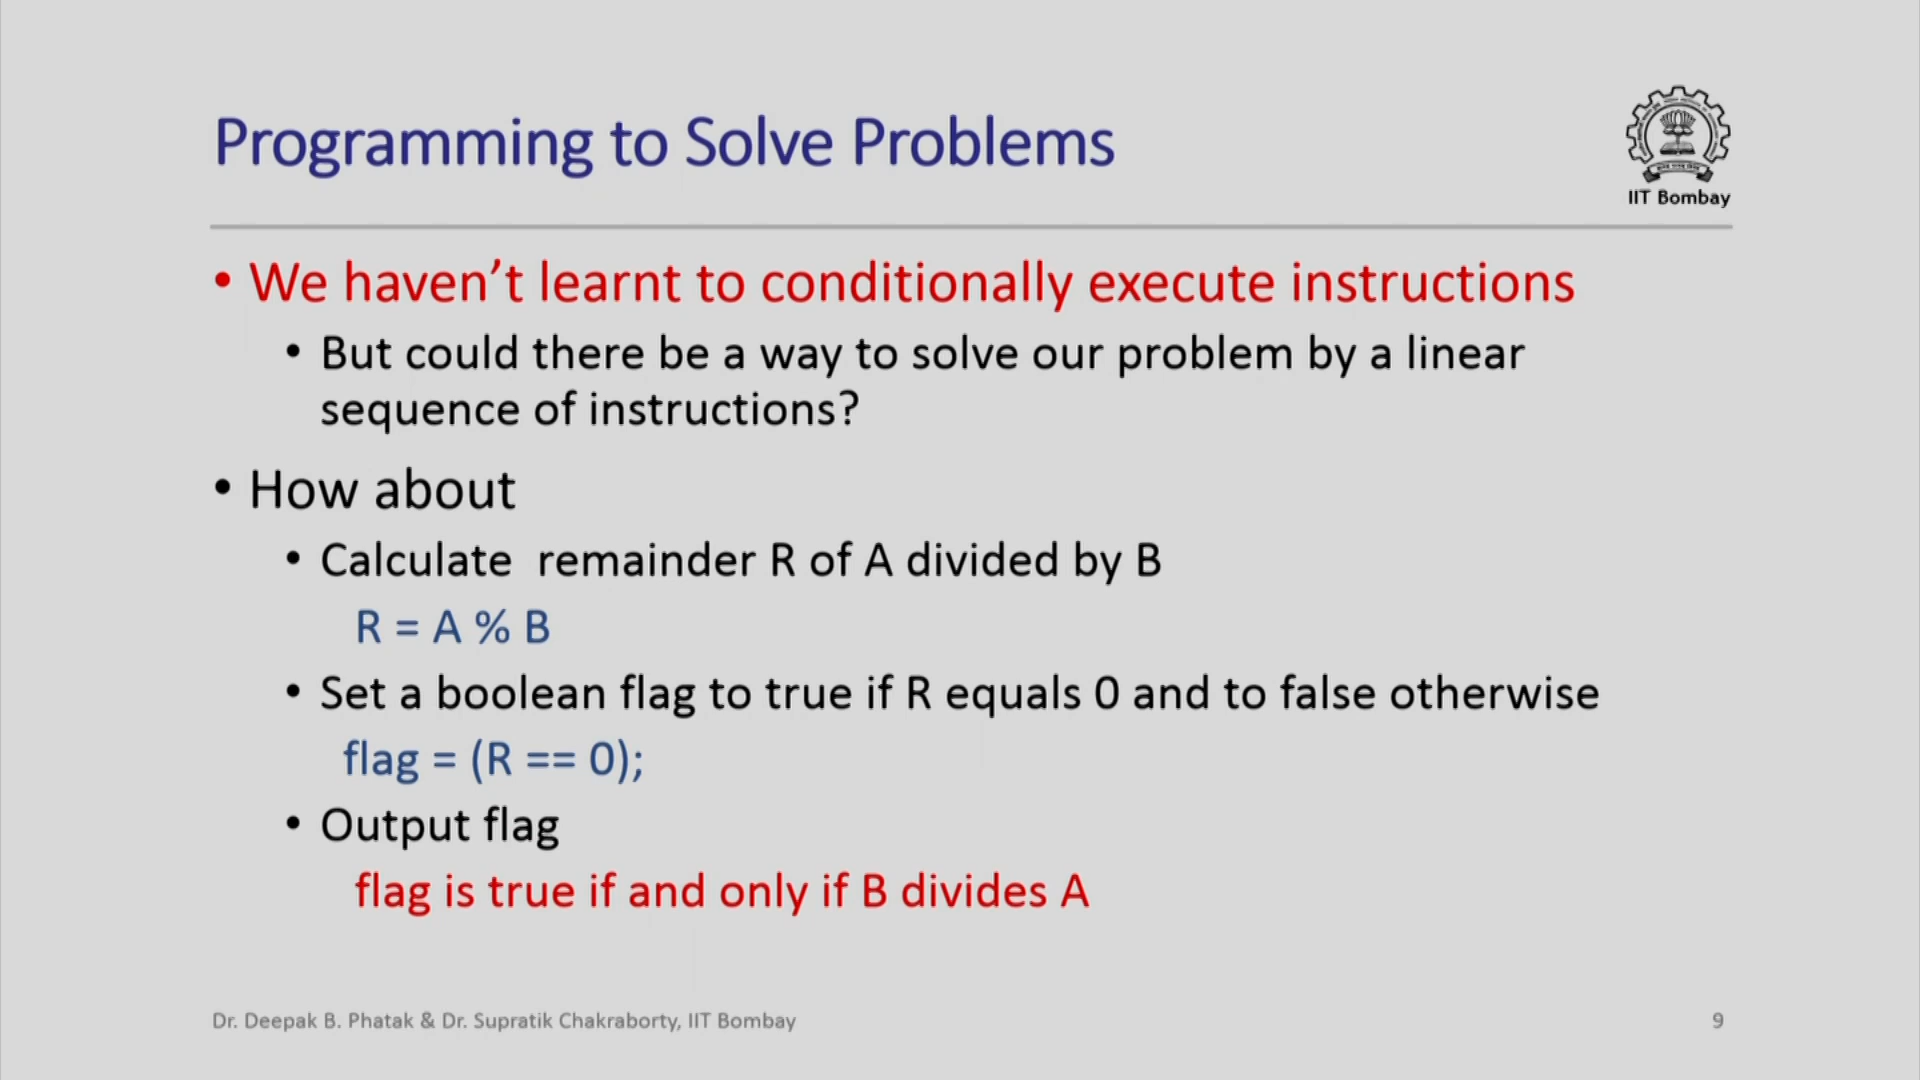 Programming to Solve Problems
IIT Bombay
• We haven’t learnt to conditionally execute instructions
• But could there be a way to solve our problem by a linear
sequence of instructions?
• How about
• Calculate  remainder R of A divided by B
R = A % B
• Set a boolean flag to true if R equals 0 and to false otherwise
flag = (R == 0);
• Output flag
flag is true if and only if B divides A
Dr. Deepak B. Phatak & Dr. Supratik Chakraborty, IIT Bombay
9